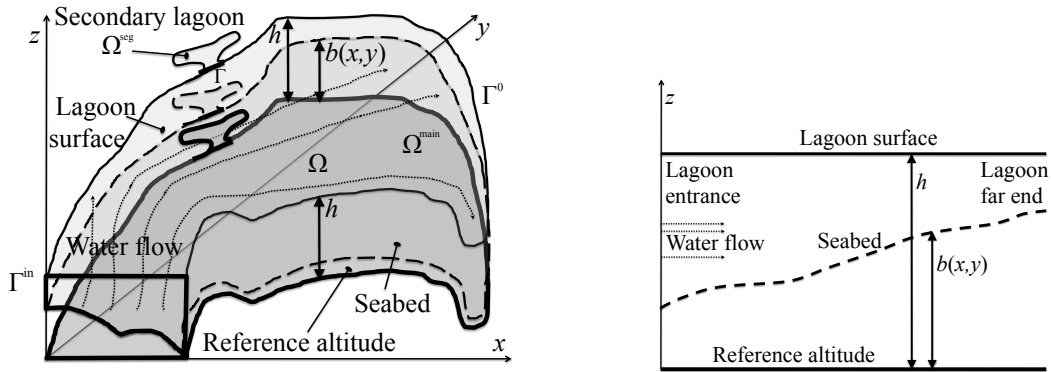 Secondary lagoon
z
Ω^seg
h
y
b(x,y)
Γ
Γ^0
Lagoon
surface
Ω^main
Ω
h
Water flow
Γ^in
Seabed
Reference altitude
x
z
Lagoon surface
Lagoon
entrance
h
Lagoon
far end
Water flow
Seabed
b(x,y)
Reference altitude
x